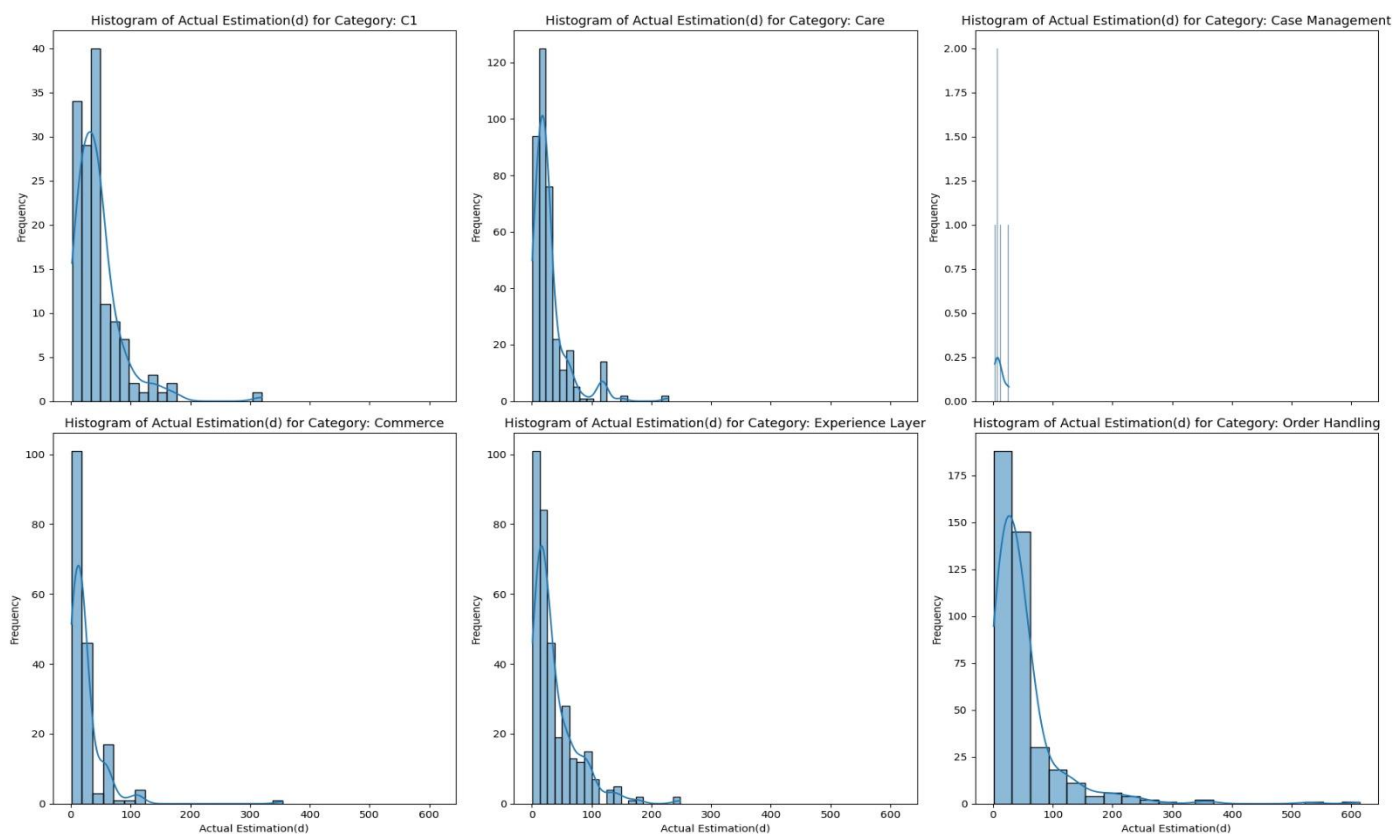 Histogram of Actual Estimation(d) for Category: C1
Frequency
40
35
30
25
20
15
10
5
0
Histogram of Actual Estimation(d) for Category: Care
Frequency
120
100
80
60
40
20
0
Histogram of Actual Estimation(d) for Category: Case Management
Frequency
2.00
1.75
1.50
1.25
1.00
0.75
0.50
0.25
0.00
Histogram of Actual Estimation(d) for Category: Commerce
Frequency
100
80
60
40
20
0
0 100 200 300 400 500 600
Actual Estimation(d)
Histogram of Actual Estimation(d) for Category: Experience Layer
Frequency
100
80
60
40
20
0
0 100 200 300 400 500 600
Actual Estimation(d)
Histogram of Actual Estimation(d) for Category: Order Handling
Frequency
175
150
125
100
75
50
25
0
0 100 200 300 400 500 600
Actual Estimation(d)